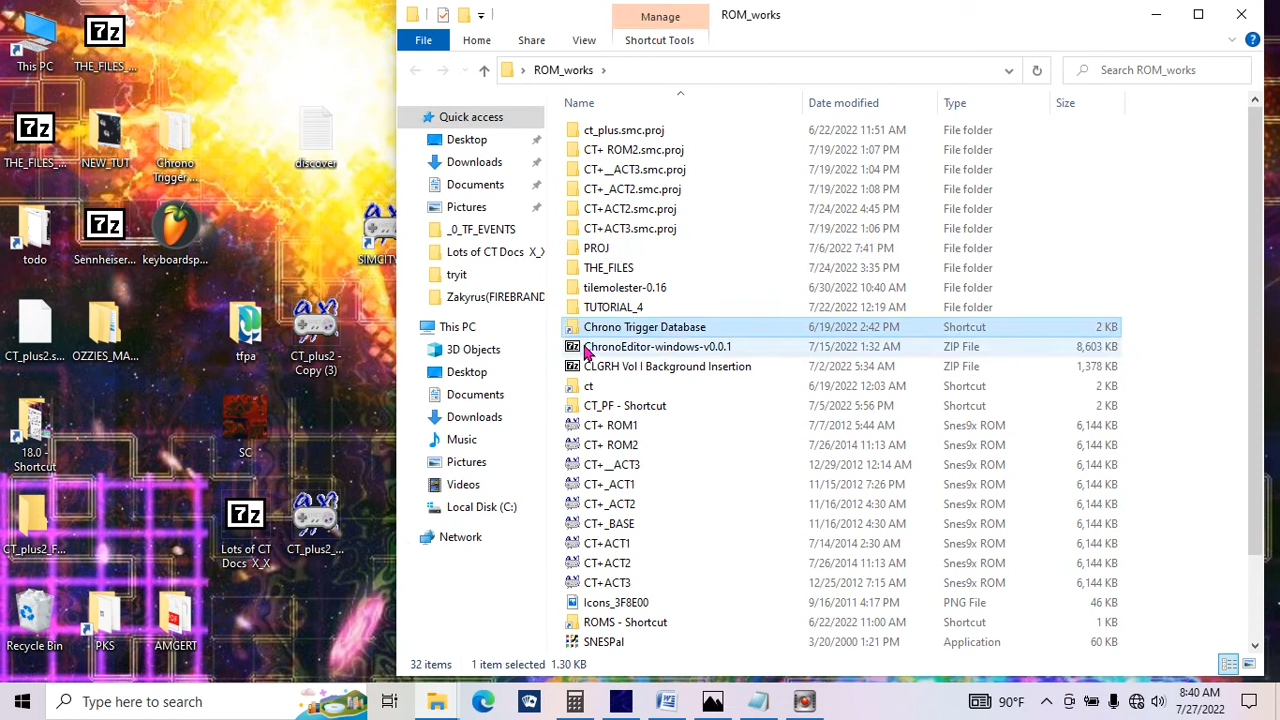 This PC
THE_FILES_...
THE_FILES_...
NEW_TUT
Chrono
Trigger ...
discover
todo
Sennheiser...
keyboardsp...
SIMCITY
CT_plus2.s...
OZZIES_MA...
tfpa
CT_plus2 -
Copy (3)
18.0 -
Shortcut
SC
CT_plus2_F...
Lots of CT
Docs X_X
CT_plus2_...
Recycle Bin
PKS
AMGERT
Manage
ROM_works
File
Home
Share
View
Shortcut Tools
ROM_works
Search ROM_works
Name
Date modified
Type
Size
Quick access
Desktop
Downloads
Documents
Pictures
_0_TF_EVENTS
Lots of CT Docs X_X
tryit
Zakyrus(FIREBRAND
This PC
3D Objects
Desktop
Documents
Downloads
Music
Pictures
Videos
Local Disk (C:)
Network
ct_plus.smc.proj 6/22/2022 11:51 AM File folder
CT+ ROM2.smc.proj 7/19/2022 1:07 PM File folder
CT+__ACT3.smc.proj File folder
CT+_ACT2.smc.proj 7/19/2022 1:08 PM File folder
CT+ACT2.smc.proj File folder
CT+ACT3.smc.proj 7/19/2022 1:06 PM File folder
PROJ 7/6/2022 7:41 PM File folder
THE_FILES 7/24/2022 3:35 PM File folder
tilemolester-0.16 6/30/2022 10:40 AM File folder
TUTORIAL_4 7/22/2022 12:19 AM File folder
Chrono Trigger Database 6/19/2022 2:42 PM Shortcut 2 KB
ChronoEditor-windows-v0.0.1 7/15/2022 1:32 AM ZIP File 8,603 KB
CLGRH Vol I Background Insertion 7/2/2022 5:34 AM ZIP File 1,378 KB
ct 6/19/2022 12:03 AM Shortcut 2 KB
CT_PF - Shortcut 7/5/2022 5:58 PM Shortcut 2 KB
CT+ ROM1 7/7/2012 5:44 AM Snes9x ROM 6,144 KB
CT+ ROM2 7/26/2014 11:13 AM Snes9x ROM 6,144 KB
CT+__ACT3 12/29/2012 12:14 AM Snes9x ROM 6,144 KB
CT+_ACT1 11/15/2012 7:26 PM Snes9x ROM 6,144 KB
CT+_ACT2 11/16/2012 4:30 AM Snes9x ROM 6,144 KB
CT+_BASE 11/16/2012 4:30 AM Snes9x ROM 6,144 KB
CT+ACT1 7/14/2014 2:30 AM Snes9x ROM 6,144 KB
CT+ACT2 7/26/2014 11:13 AM Snes9x ROM 6,144 KB
CT+ACT3 12/25/2012 7:15 AM Snes9x ROM 6,144 KB
Icons_3F8E00 9/16/2011 4:17 PM PNG File 46 KB
ROMS - Shortcut 6/22/2022 11:30 AM Shortcut 1 KB
SNESPal 3/20/2000 10:31 PM Application 60 KB
32 items
1 item selected 1.30 KB
Type here to search
90°F
8:40 AM
7/27/2022